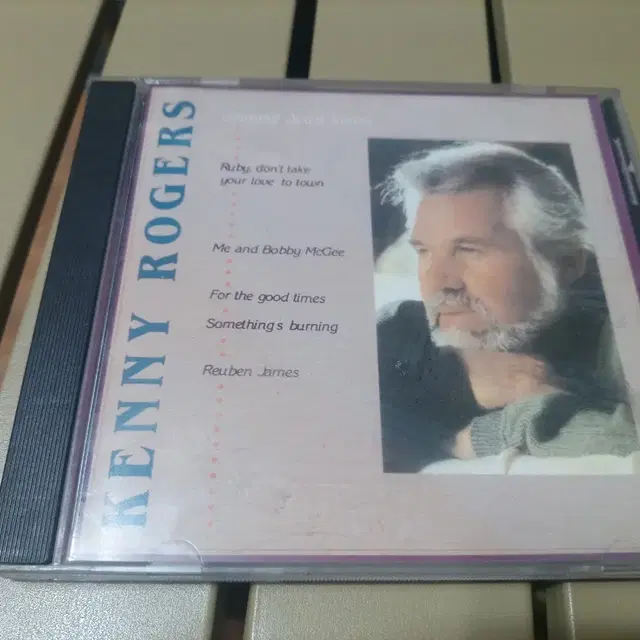 KENNY ROGERS
Ruby, don't take
your love to town
Me and Bobby McGee
For the good times
Something's burning
Reuben James